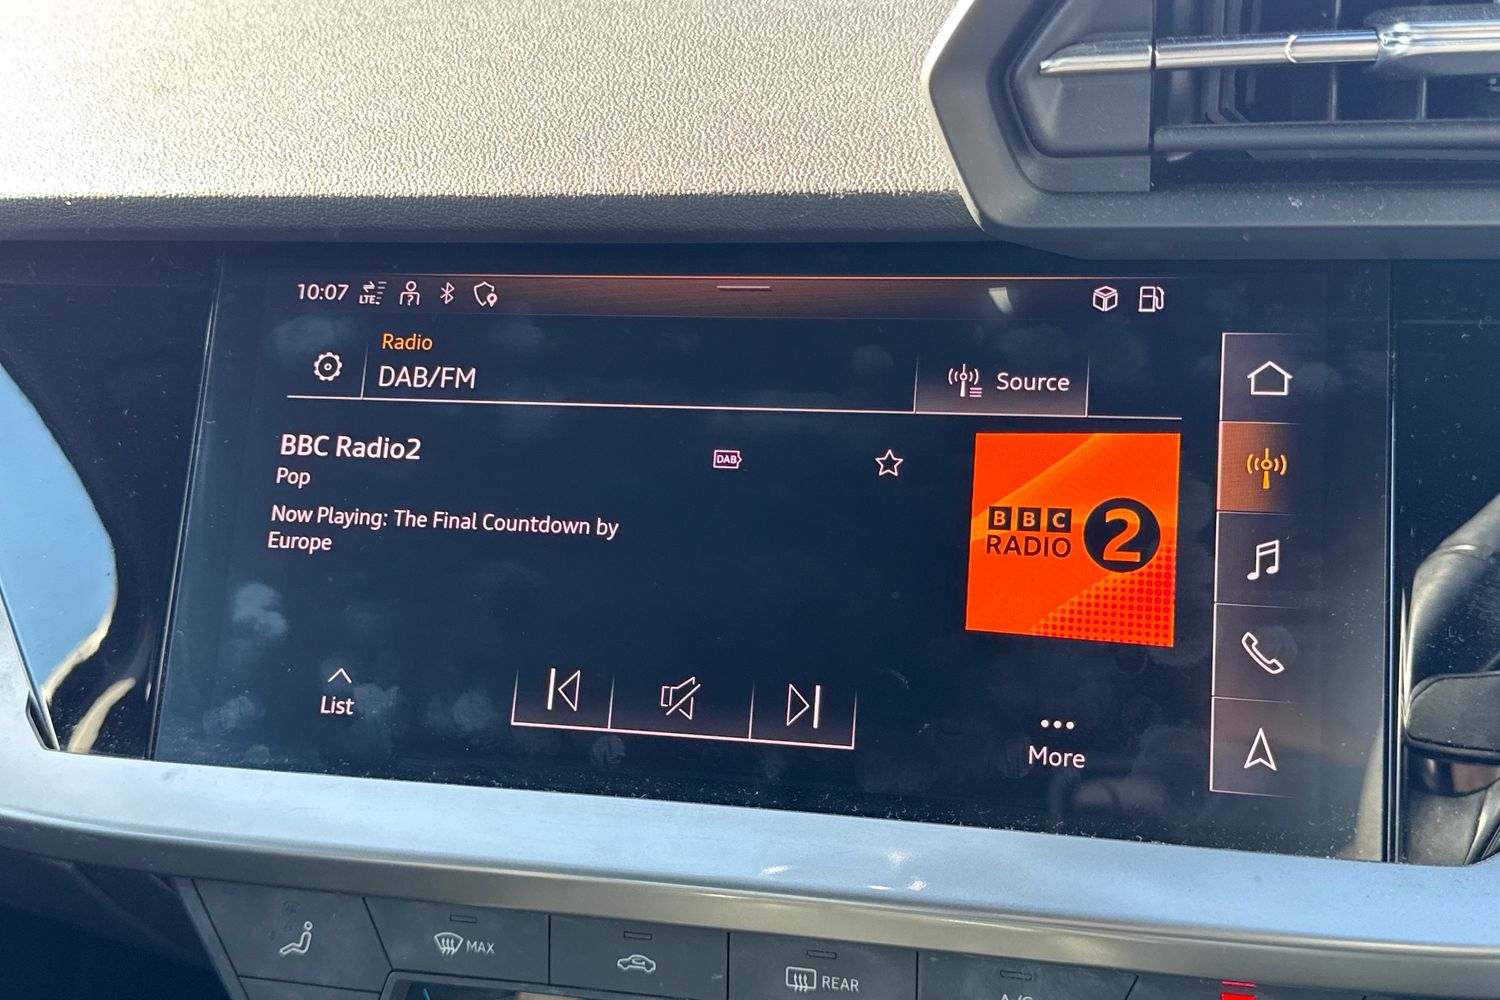 10:07 LTE
Radio
DAB/FM
Source
BBC Radio2
DAB
Pop
Now Playing: The Final Countdown by
Europe
BBC
RADIO 2
List
More
MAX
REAR
A/C